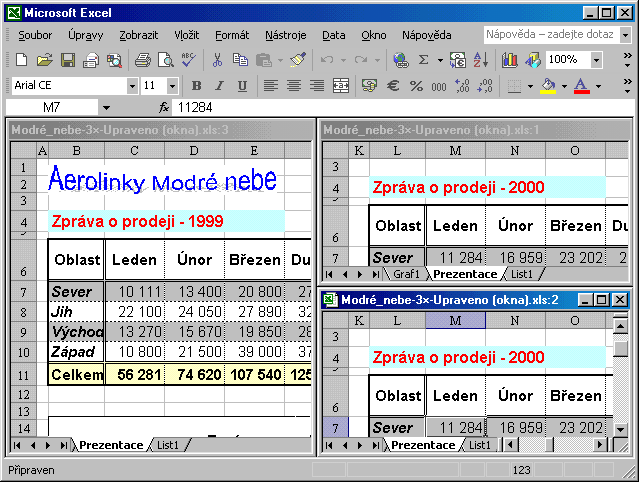 Microsoft Excel
Soubor Úpravy Zobrazit Vložit Formát Nástroje Data Okno Nápověda Nápověda – zadejte dotaz
100%
Arial CE 11 B I U € % 000
M7 fx 11284
Modré_nebe-3×-Upraveno (okna).xls:3
A B C D E
1
2 Aerolinky Modré nebe
3
4 Zpráva o prodeji - 1999
5
6 Oblast Leden Únor Březen Du
7 Sever 10 111 13 400 20 800 27
8 Jih 22 100 24 050 27 890 32
9 Východ 13 270 15 670 19 850 28
10 Západ 10 800 21 500 39 000 37
11 Celkem 56 281 74 620 107 540 125
12
13
14
Prezentace List1
Modré_nebe-3×-Upraveno (okna).xls:1
K L M N O
3
4 Zpráva o prodeji - 2000
Oblast Leden Únor Březen Du
6
7 Sever 11 284 16 959 23 202
Graf1 Prezentace List1
Modré_nebe-3×-Upraveno (okna).xls:2
K L M N O
3
4 Zpráva o prodeji - 2000
Oblast Leden Únor Březen
6
7 Sever 11 284 16 959 23 202
Prezentace List1
Připraven 123